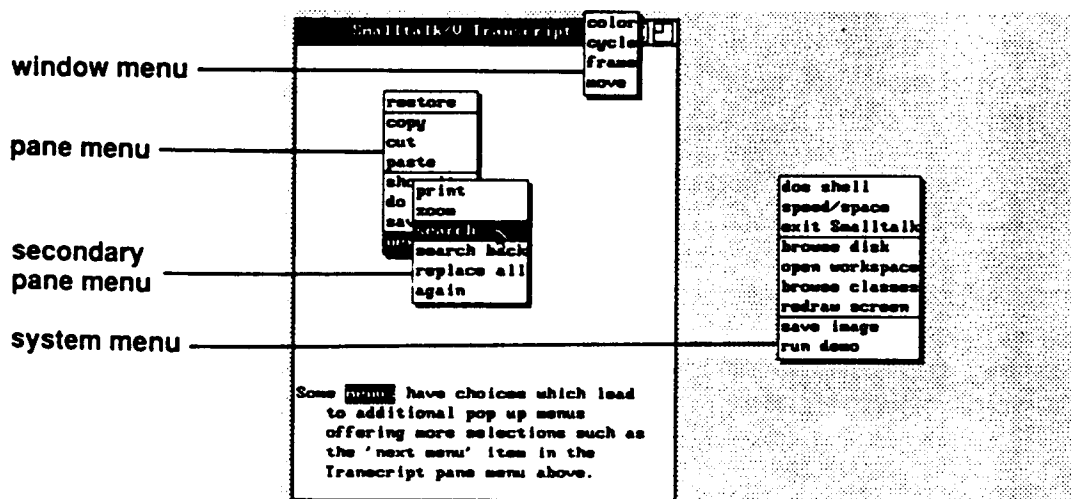 Smalltalk/V Transcript
color
cycle
frame
move
window menu
restore
copy
cut
paste
do
pane menu
print
zoom
search
search back
replace all
again
secondary
pane menu
dos shell
speed/space
exit Smalltalk
browse disk
open workspace
browse classes
redraw screen
save image
run demo
system menu
Some menus have choices which lead
to additional pop up menus
offering more selections such as
the 'next menu' item in the
Transcript pane menu above.